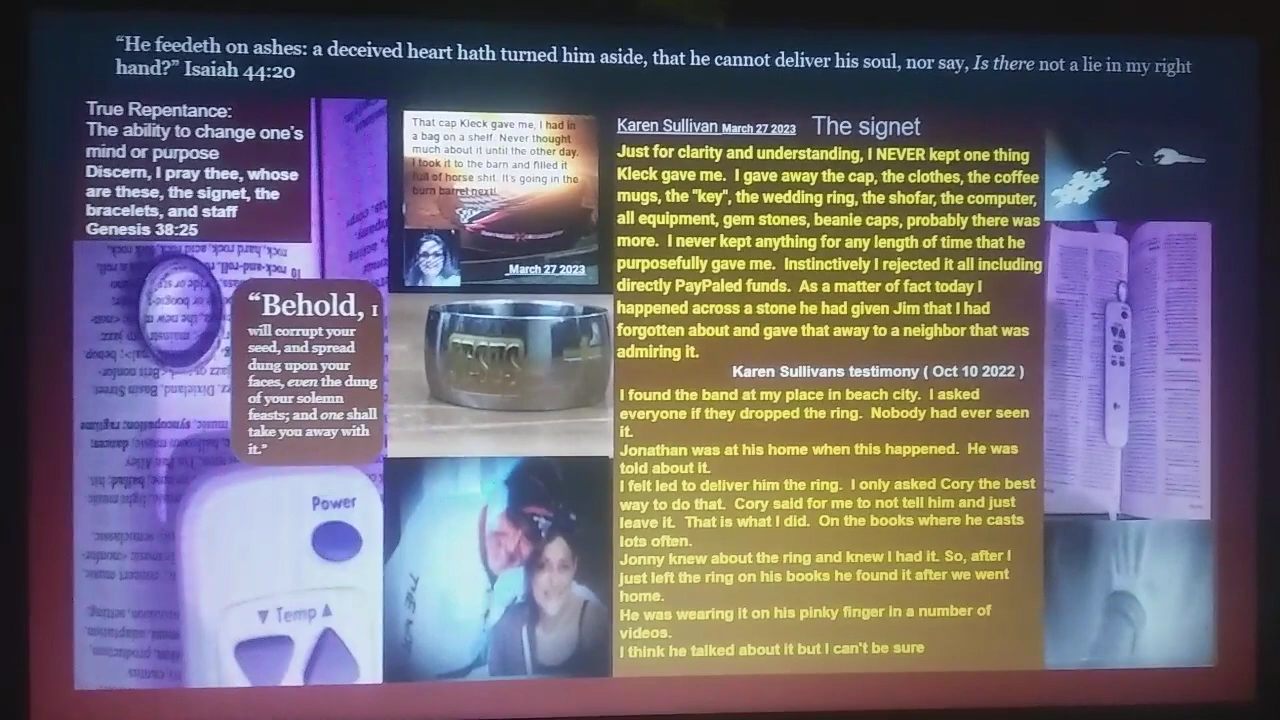 “He feedeth on ashes: a deceived heart hath turned him aside, that he cannot deliver his soul, nor say, Is there not a lie in my right
hand?” Isaiah 44:20
True Repentance:
The ability to change one's
mind or purpose
Discern, I pray thee, whose
are these, the signet, the
bracelets, and staff
Genesis 38:25
“Behold, I
will corrupt your
seed, and spread
dung upon your
faces, even the dung
of your solemn
feasts; and one shall
take you away with
it.”
Power
▼ Temp ▲
That cap Kleck gave me, I had in
a bag on a shelf. Never thought
much about it until the other day.
I took it to the barn and filled it
full of horse shit. It's going in the
burn barrel next!
March 27 2023
JESUS
Karen Sullivan March 27 2023 The signet
Just for clarity and understanding, I NEVER kept one thing
Kleck gave me. I gave away the cap, the clothes, the coffee
mugs, the "key", the wedding ring, the shofar, the computer,
all equipment, gem stones, beanie caps, probably there was
more. I never kept anything for any length of time that he
purposefully gave me. Instinctively I rejected it all including
directly PayPaled funds. As a matter of fact today I
happened across a stone he had given Jim that I had
forgotten about and gave that away to a neighbor that was
admiring it.
Karen Sullivans testimony ( Oct 10 2022 )
I found the band at my place in beach city. I asked
everyone if they dropped the ring. Nobody had ever seen
it.
Jonathan was at his home when this happened. He was
told about it.
I felt led to deliver him the ring. I only asked Cory the best
way to do that. Cory said for me to not tell him and just
leave it. That is what I did. On the books where he casts
lots often.
Jonny knew about the ring and knew I had it. So, after I
just left the ring on his books he found it after we went
home.
He was wearing it on his pinky finger in a number of
videos.
I think he talked about it but I can't be sure